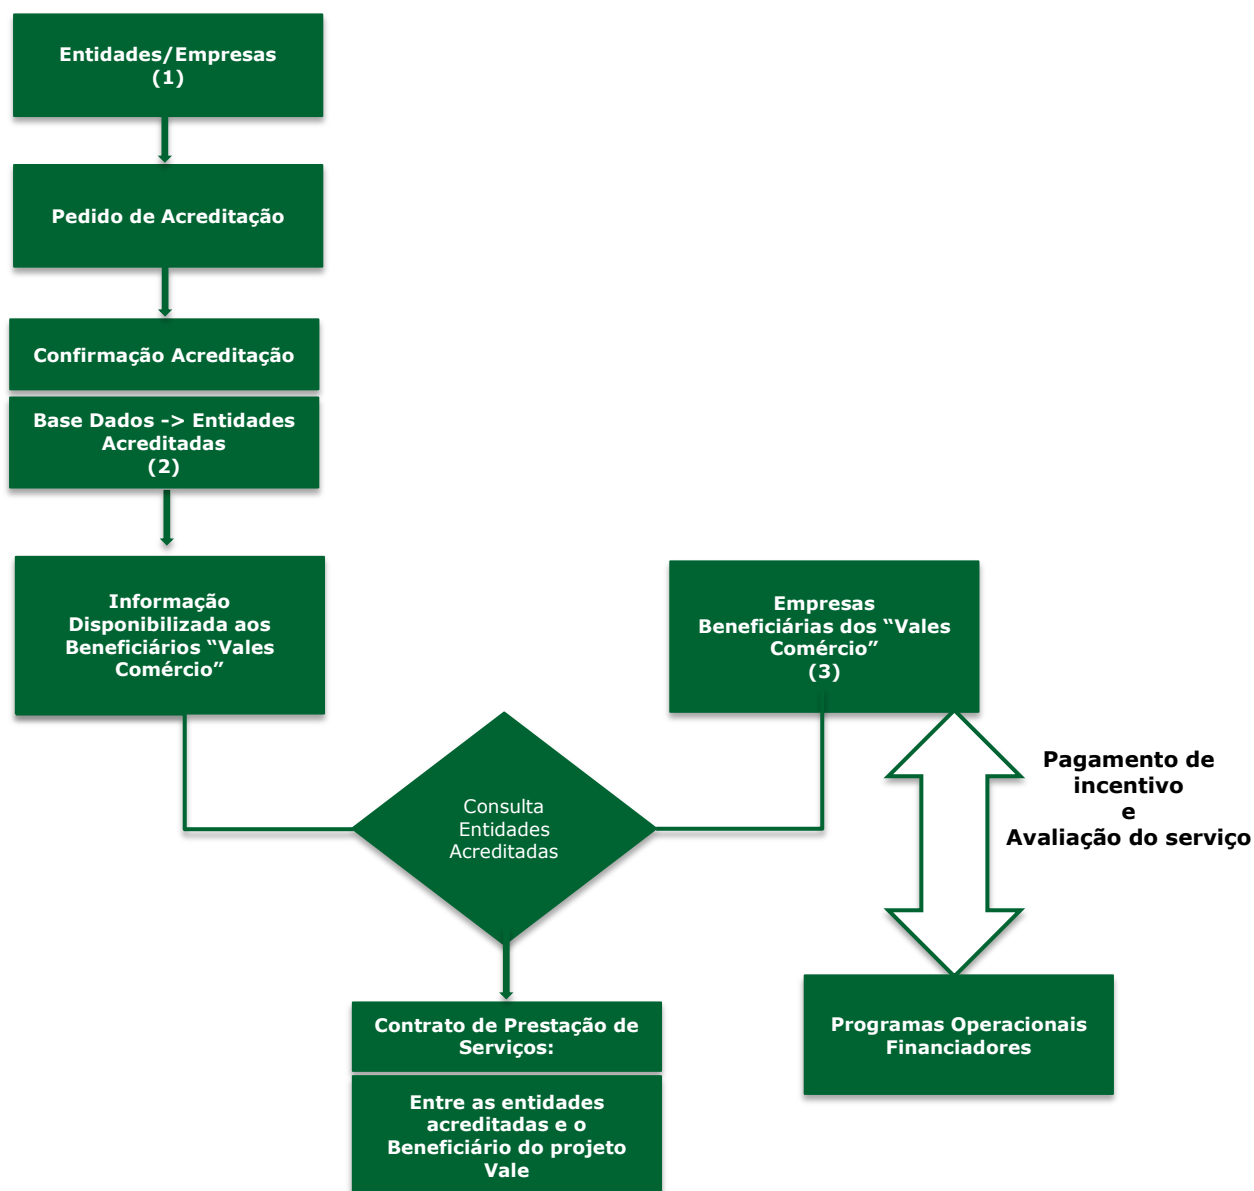 Entidades/Empresas
(1)
Pedido de Acreditação
Confirmação Acreditação
Base Dados -> Entidades
Acreditadas
(2)
Informação
Disponibilizada aos
Beneficiários “Vales
Comércio”
Empresas
Beneficiárias dos “Vales
Comércio”
(3)
Consulta
Entidades
Acreditadas
Pagamento de
incentivo
e
Avaliação do serviço
Contrato de Prestação de
Serviços:
Entre as entidades
acreditadas e o
Beneficiário do projeto
Vale
Programas Operacionais
Financiadores